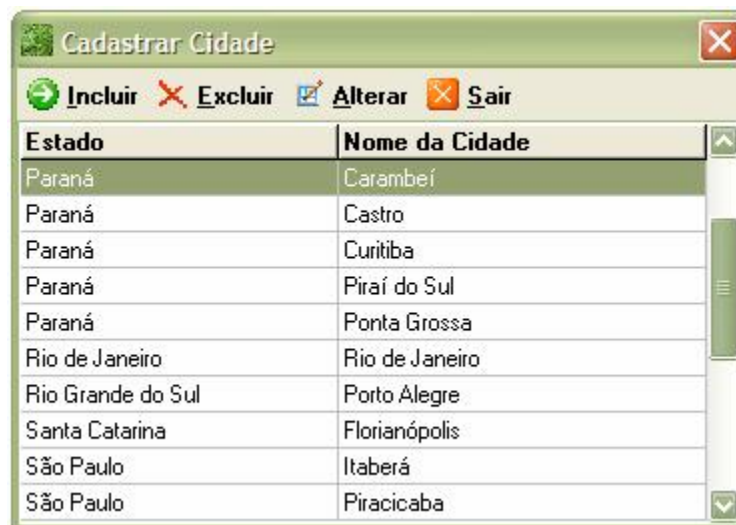 Cadastrar Cidade
Incluir Excluir Alterar Sair
Estado Nome da Cidade
Paraná Carambeí
Paraná Castro
Paraná Curitiba
Paraná Piraí do Sul
Paraná Ponta Grossa
Rio de Janeiro Rio de Janeiro
Rio Grande do Sul Porto Alegre
Santa Catarina Florianópolis
São Paulo Itaberá
São Paulo Piracicaba